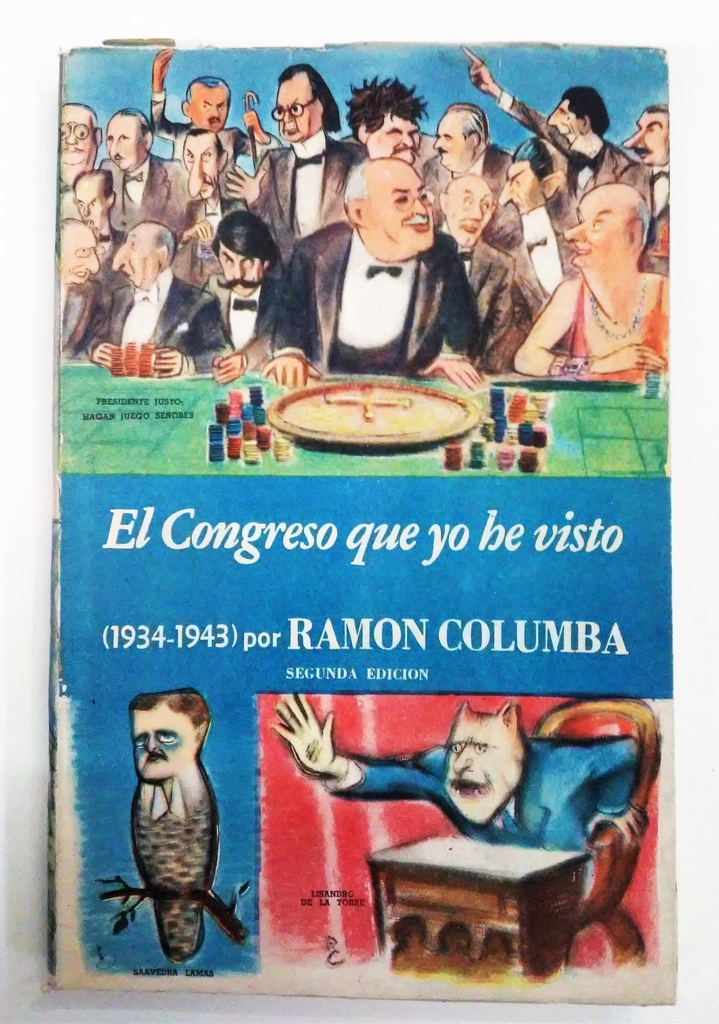 PRESIDENTE JUSTO:
HAGAN JUEGO SEÑORES
El Congreso que yo he visto
(1934-1943) por RAMON COLUMBA
SEGUNDA EDICION
LISANDRO
DE LA TORRE
SAAVEDRA LAMAS